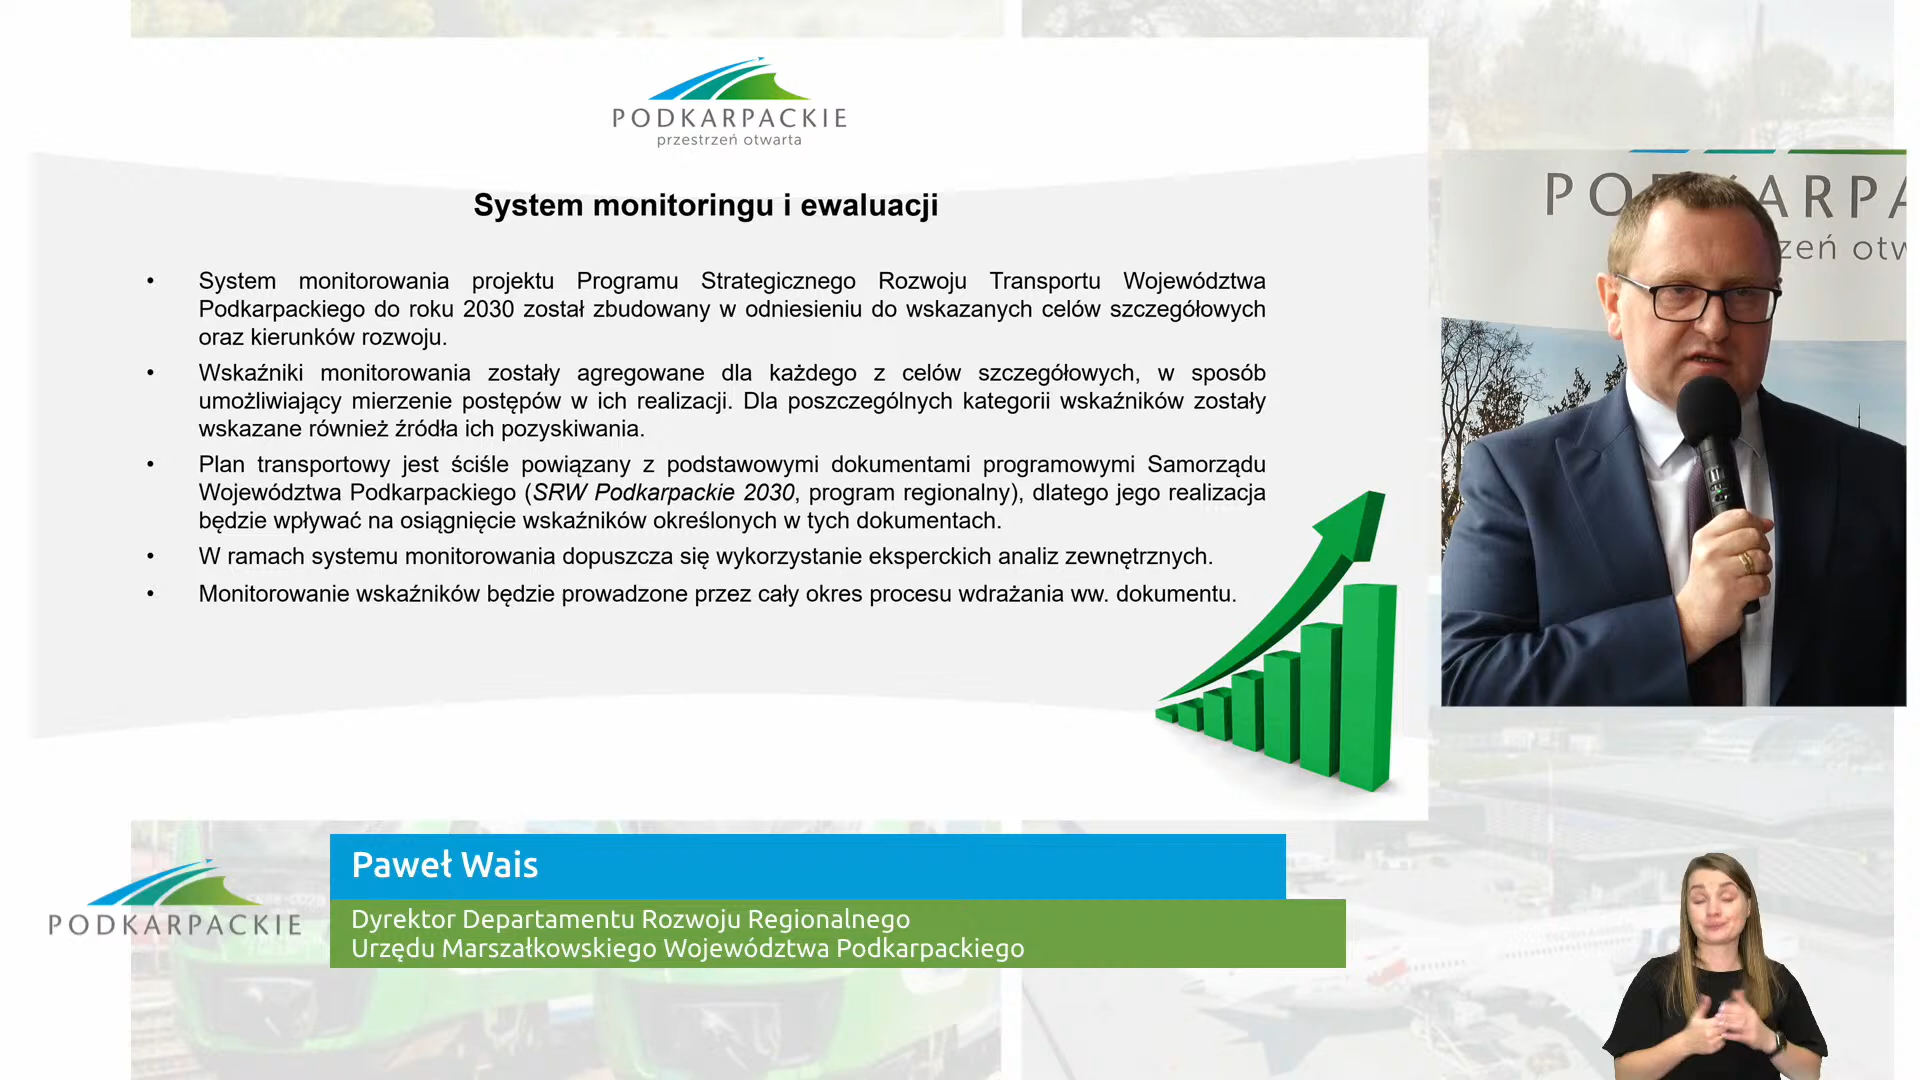 PODKARPACKIE
przestrzeń otwarta
System monitoringu i ewaluacji
• System monitorowania projektu Programu Strategicznego Rozwoju Transportu Województwa
Podkarpackiego do roku 2030 został zbudowany w odniesieniu do wskazanych celów szczegółowych
oraz kierunków rozwoju.
• Wskaźniki monitorowania zostały agregowane dla każdego z celów szczegółowych, w sposób
umożliwiający mierzenie postępów w ich realizacji. Dla poszczególnych kategorii wskaźników zostały
wskazane również źródła ich pozyskiwania.
• Plan transportowy jest ściśle powiązany z podstawowymi dokumentami programowymi Samorządu
Województwa Podkarpackiego (SRW Podkarpackie 2030, program regionalny), dlatego jego realizacja
będzie wpływać na osiągnięcie wskaźników określonych w tych dokumentach.
• W ramach systemu monitorowania dopuszcza się wykorzystanie eksperckich analiz zewnętrznych.
• Monitorowanie wskaźników będzie prowadzone przez cały okres procesu wdrażania ww. dokumentu.
PO ARPA
zeń otw
Paweł Wais
Dyrektor Departamentu Rozwoju Regionalnego
Urzędu Marszałkowskiego Województwa Podkarpackiego
PODKARPACKIE